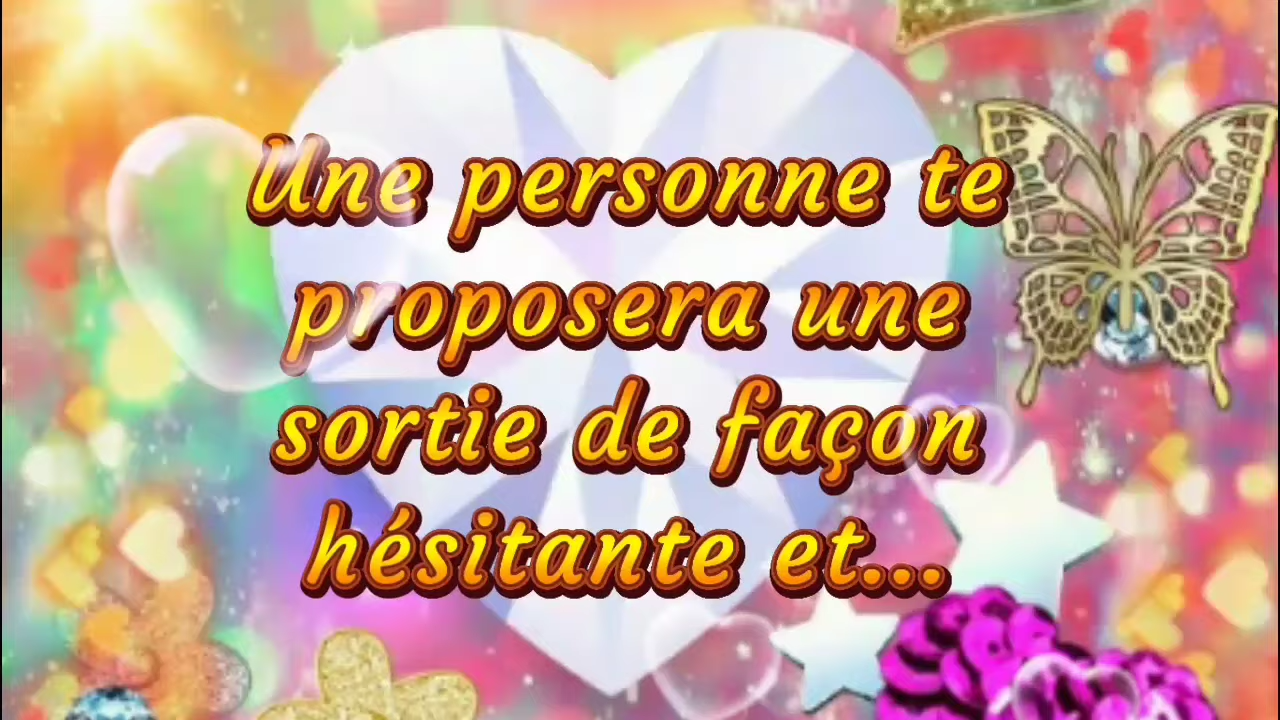 Une personne te
proposera une
sortie de façon
hésitante et...